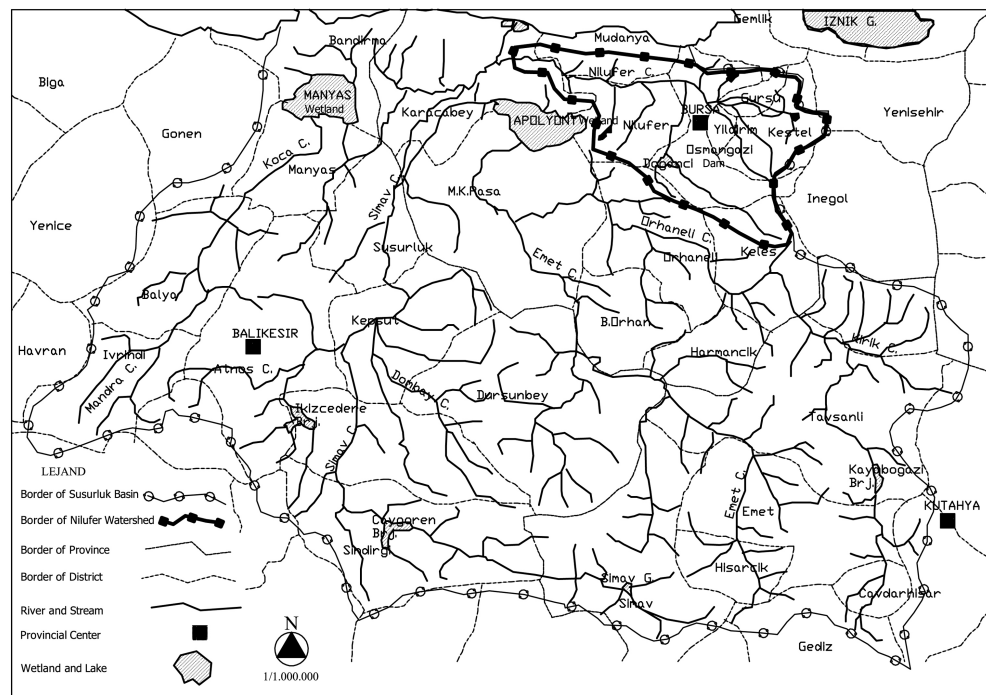 Gemlik
IZNIK G.
Bandirma
Mudanya
Biga
Nilufer C.
MANYAS
Wetland
Gursu
BURSA
Yenisehir
Karacabey
APOLYONT Wetland
Nilufer
Yildirim
Kestel
Gonen
Osmangazi
Koca C.
Manyas
Doganci Dam
Simav C.
M.K.Pasa
Inegol
Yenice
Orhaneli C.
Susurluk
Keles
Orhaneli
Emet C.
Balya
Kepsut
B.Orhan
BALIKESIR
Kirik C.
Havran
Ivrindi
Harmancik
Atnos C.
Mandra C.
Dombay C.
Dursunbey
Ikizcedere
Brj.
Tavsanli
Simav C.
LEJAND
Kayabogazi
Brj.
Emet C.
Border of Susurluk Basin
KUTAHYA
Border of Nilufer Watershed
Caygoren
Brj.
Emet
Border of Province
Sindirgi
Hisarcik
Border of District
Simav G.
Cavdarhisar
Simav
River and Stream
Provincial Center
N
Gediz
Wetland and Lake
1/1.000.000